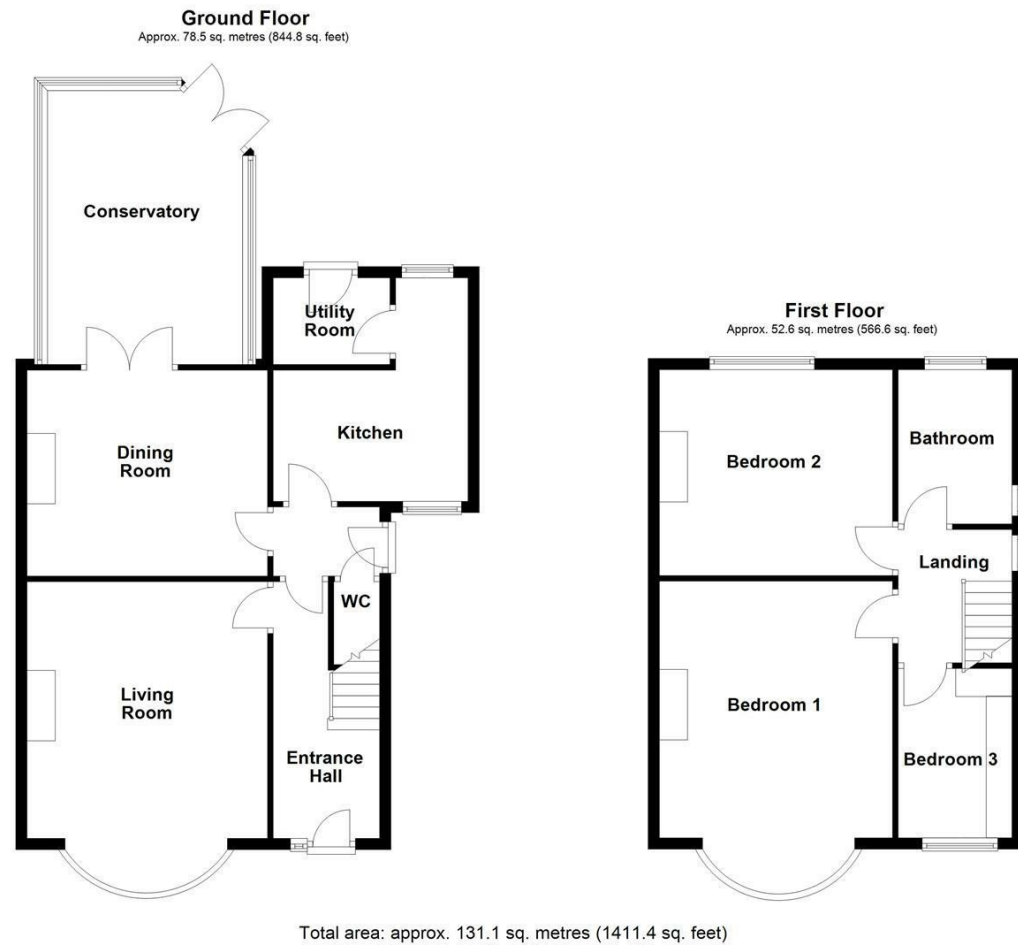 Ground Floor
Approx. 78.5 sq. metres (844.8 sq. feet)
Conservatory
Utility
Room
Kitchen
Dining
Room
WC
Living
Room
Entrance
Hall
First Floor
Approx. 52.6 sq. metres (566.6 sq. feet)
Bathroom
Bedroom 2
Landing
Bedroom 1
Bedroom 3
Total area: approx. 131.1 sq. metres (1411.4 sq. feet)